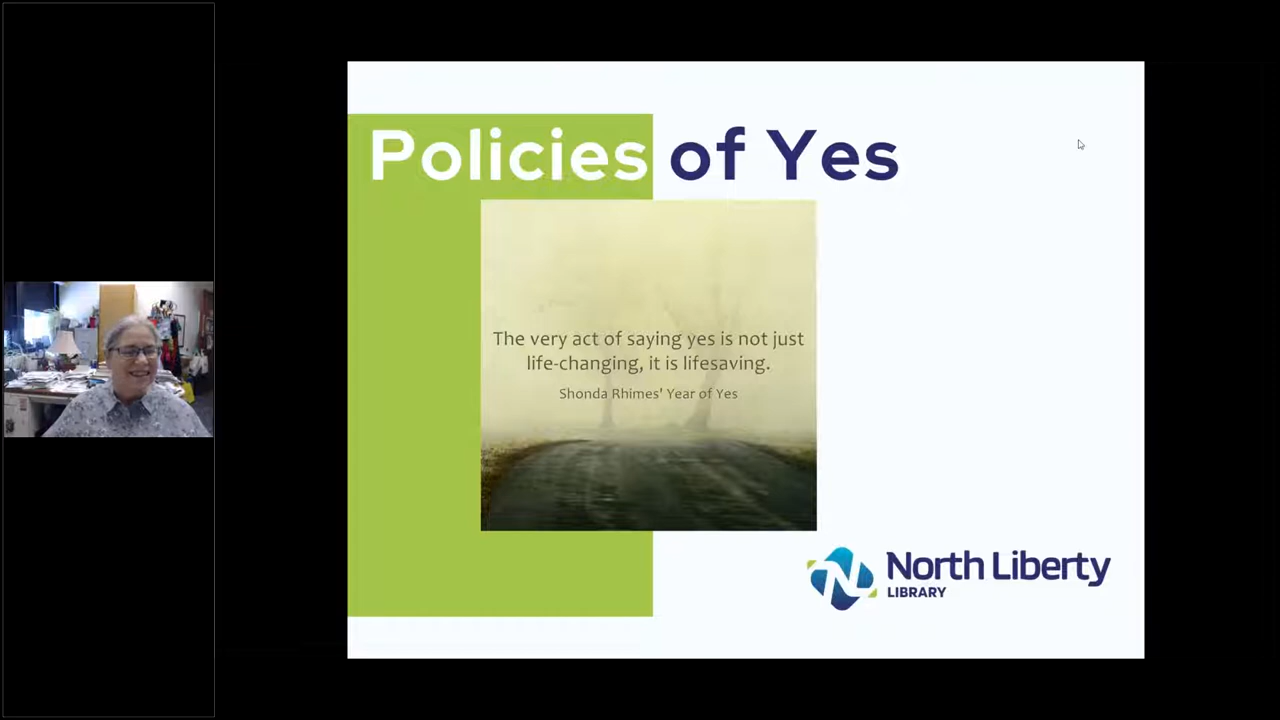 Policies of Yes
The very act of saying yes is not just
life-changing, it is lifesaving.
Shonda Rhimes' Year of Yes
North Liberty
LIBRARY